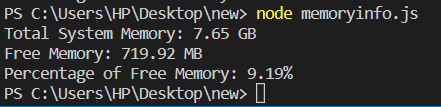 PS C:\Users\HP\Desktop\new> node memoryinfo.js
Total System Memory: 7.65 GB
Free Memory: 719.92 MB
Percentage of Free Memory: 9.19%
PS C:\Users\HP\Desktop\new>